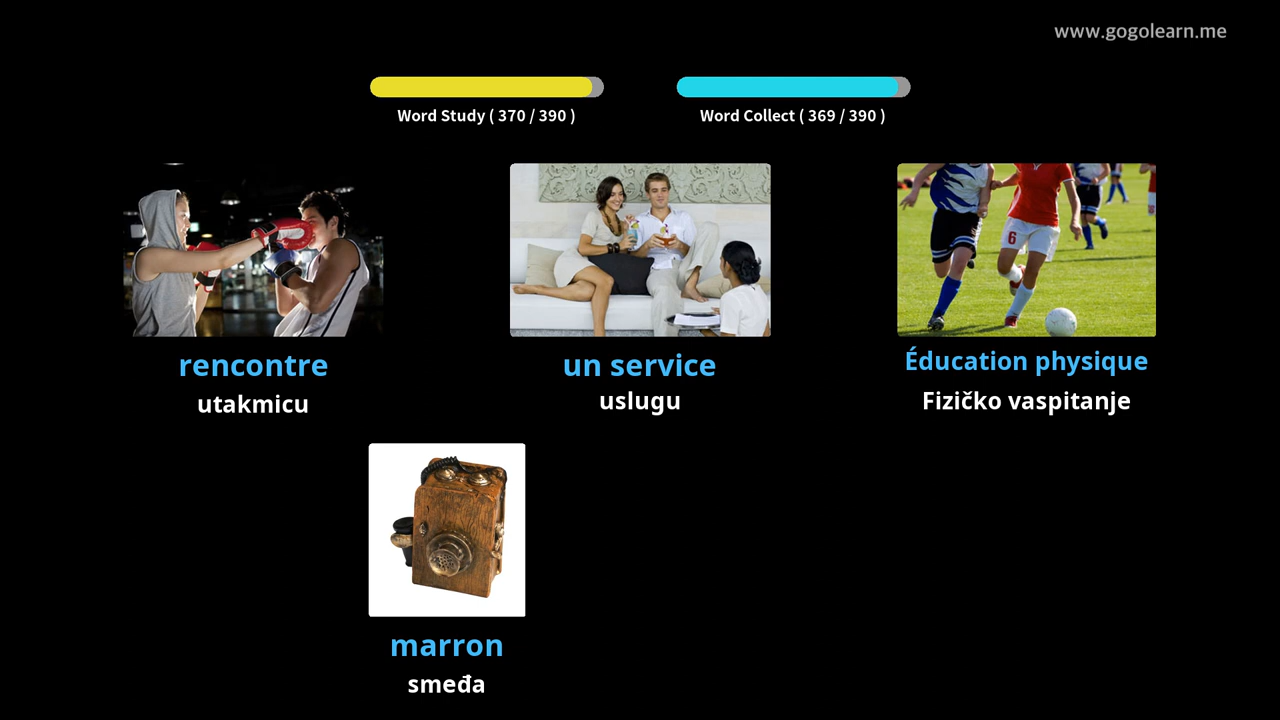 www.gogolearn.me
Word Study ( 370 / 390 )
Word Collect ( 369 / 390 )
rencontre
utakmicu
un service
uslugu
Éducation physique
Fizičko vaspitanje
6
marron
smeđa